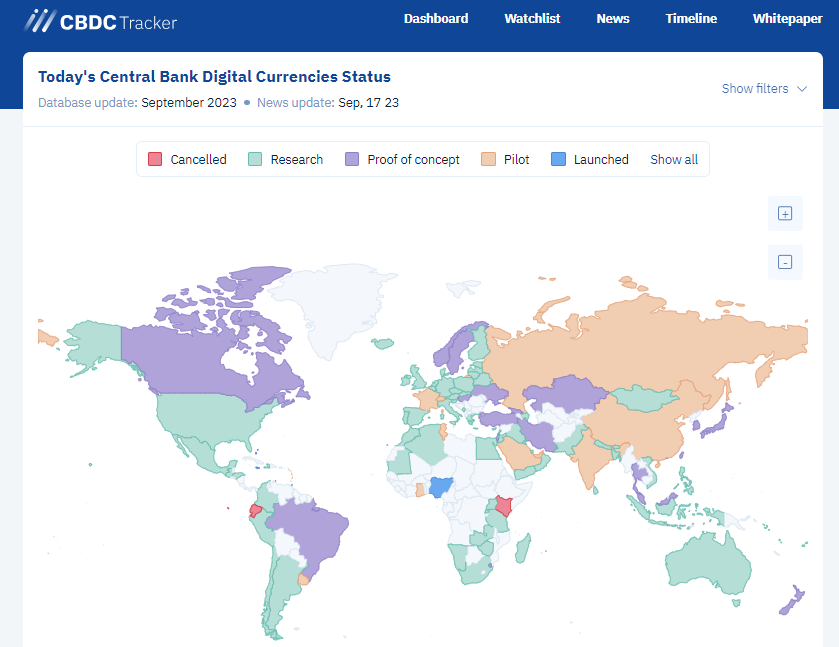 CBDC Tracker
Dashboard
Watchlist
News
Timeline
Whitepaper
Today's Central Bank Digital Currencies Status
Database update: September 2023 • News update: Sep, 17 23
Show filters
Cancelled
Research
Proof of concept
Pilot
Launched
Show all
+
-